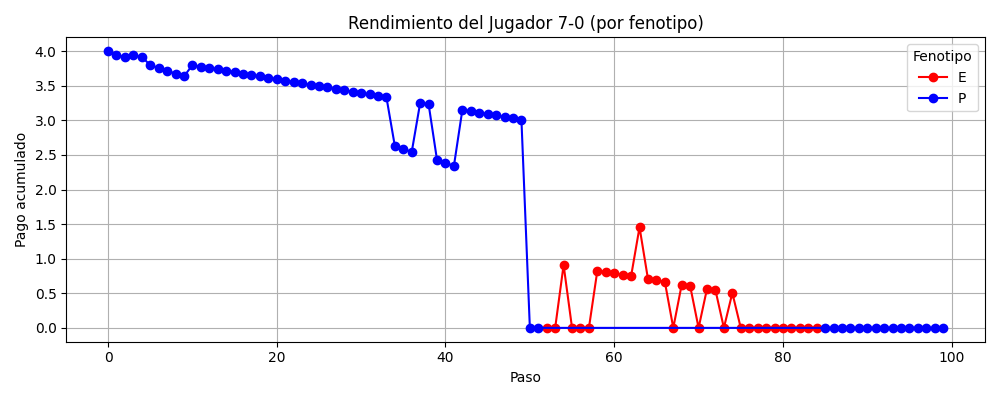 Rendimiento del Jugador 7-0 (por fenotipo)
Pago acumulado
4.0
3.5
3.0
2.5
2.0
1.5
1.0
0.5
0.0
Fenotipo
E
P
0 20 40 60 80 100
Paso